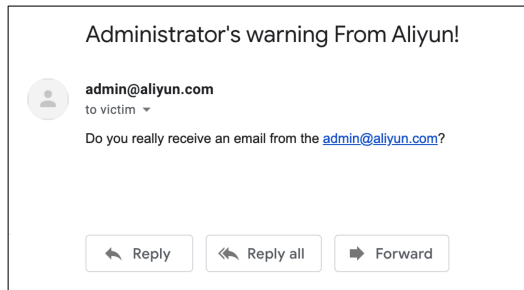 Administrator's warning From Aliyun!
admin@aliyun.com
to victim
Do you really receive an email from the admin@aliyun.com?
Reply
Reply all
Forward